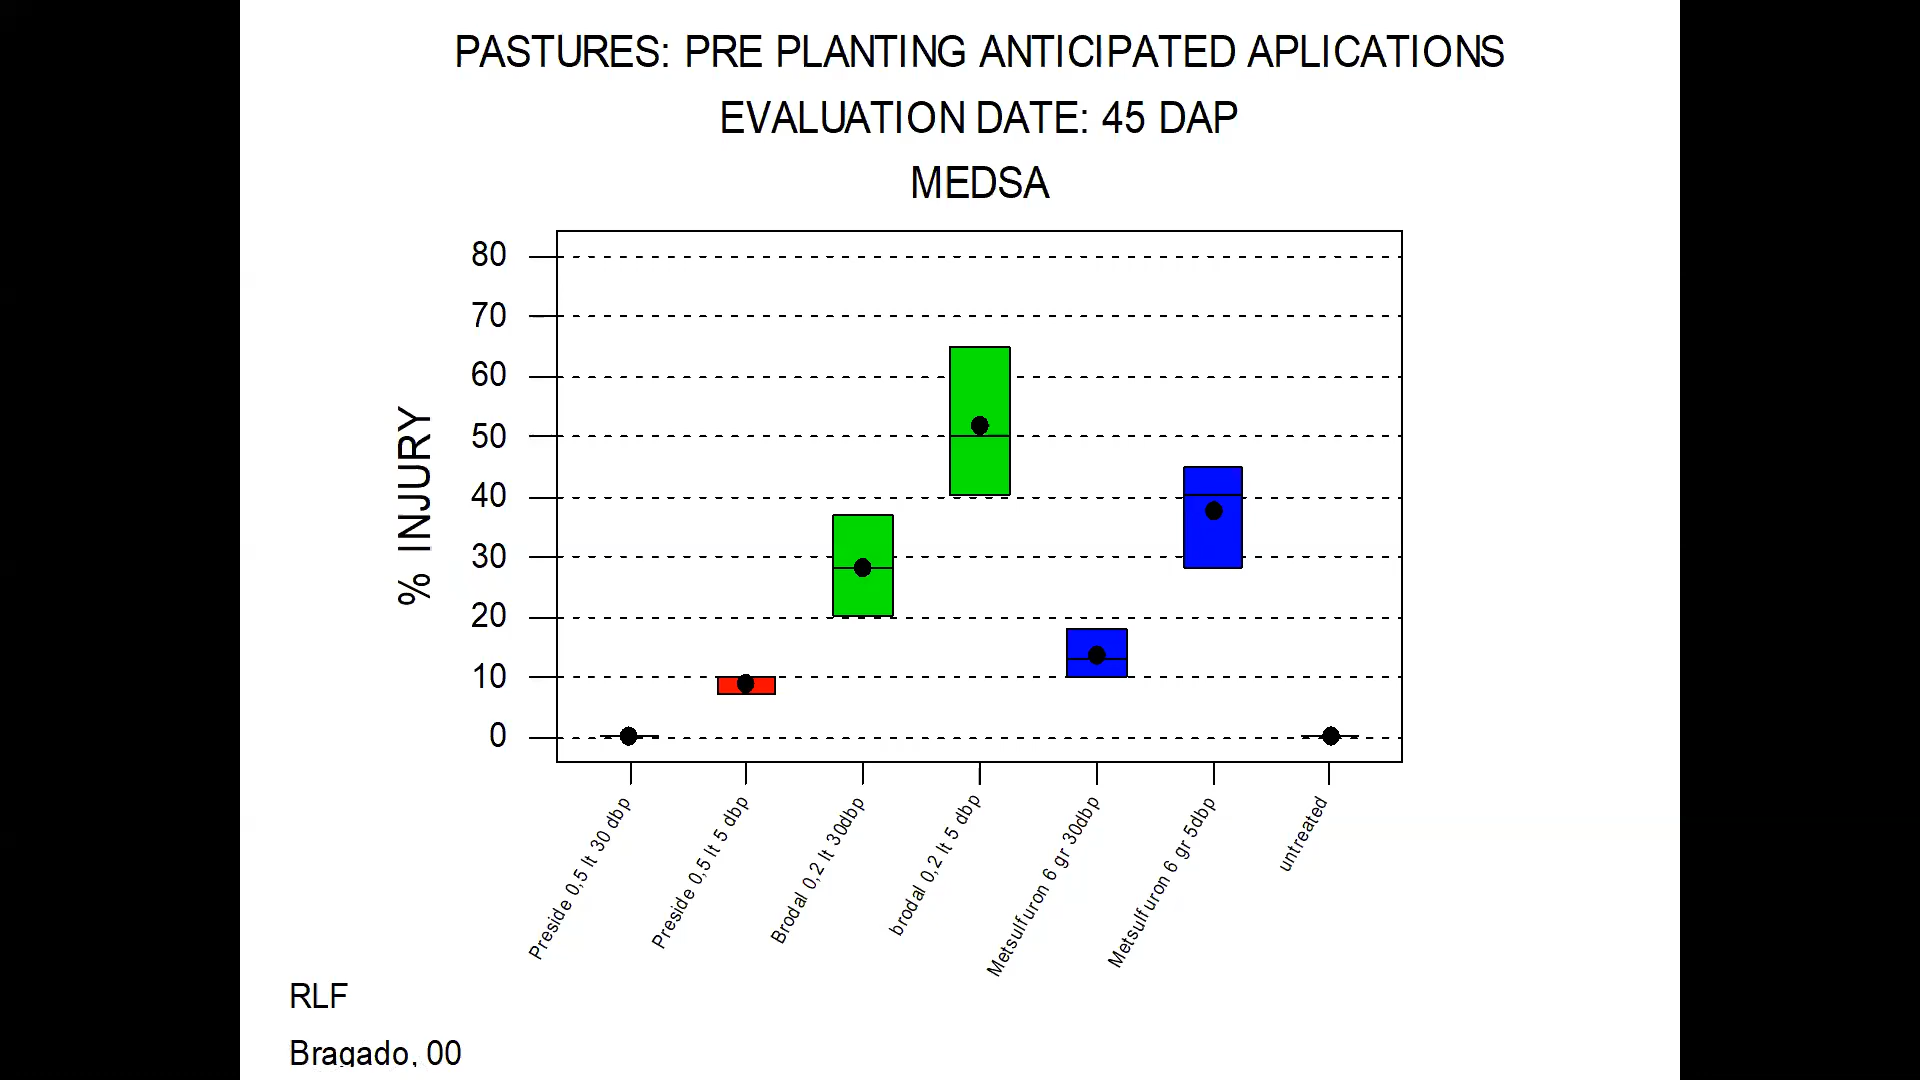 PASTURES: PRE PLANTING ANTICIPATED APLICATIONS
EVALUATION DATE: 45 DAP
MEDSA
% INJURY
80
70
60
50
40
30
20
10
0
Preside 0,5 lt 30 dbp
Preside 0,5 lt 5 dbp
Brodal 0,2 lt 30dbp
brodal 0,2 lt 5 dbp
Metsulfuron 6 gr 30dbp
Metsulfuron 6 gr 5dbp
untreated
RLF
Bragado, 00